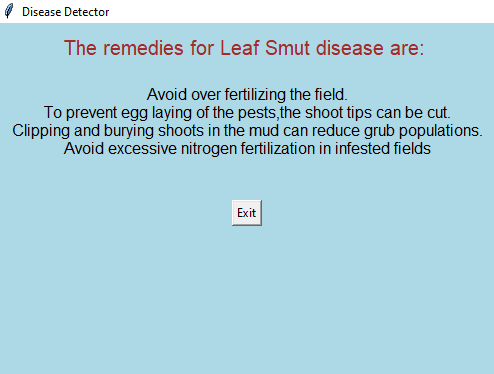 Disease Detector
The remedies for Leaf Smut disease are:
Avoid over fertilizing the field.
To prevent egg laying of the pests,the shoot tips can be cut.
Clipping and burying shoots in the mud can reduce grub populations.
Avoid excessive nitrogen fertilization in infested fields
Exit